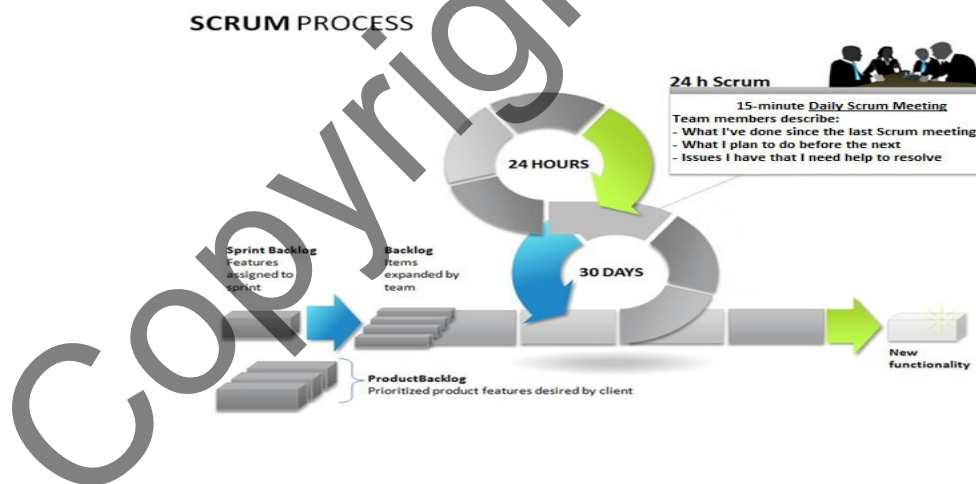 SCRUM PROCESS
24 h Scrum
15-minute Daily Scrum Meeting
Team members describe:
- What I've done since the last Scrum meeting
- What I plan to do before the next
- Issues I have that I need help to resolve
24 HOURS
30 DAYS
Sprint Backlog
Features
assigned to
sprint
Backlog
Items
expanded by
team
New
functionality
ProductBacklog
Prioritized product features desired by client
Copyrigh